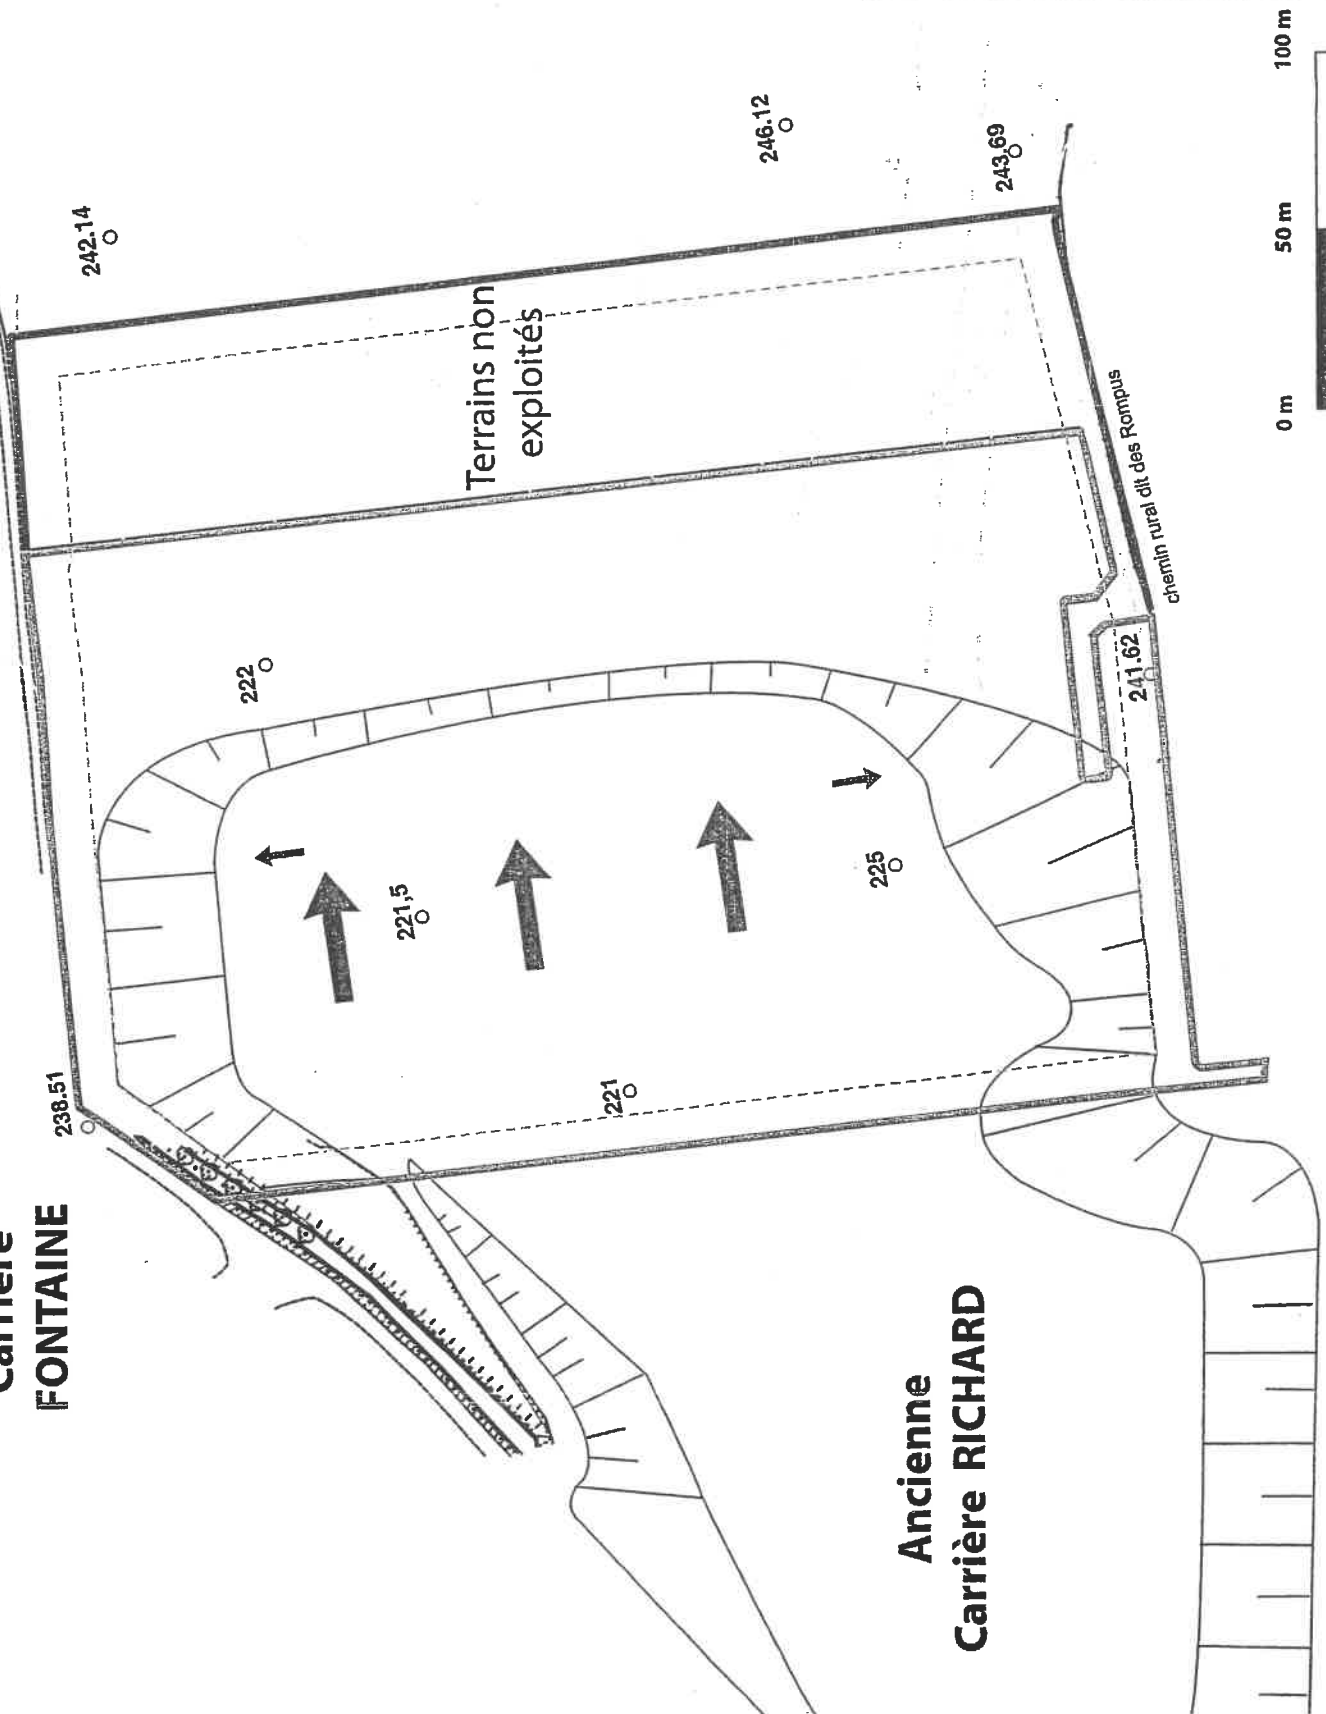 Carrière
FONTAINE
238.51
242.14
246.12
243,69
Terrains non
exploités
222
221,5
225
221
241.62
chemin rural dit des Rompus
Ancienne
Carrière RICHARD
0 m
50 m
100 m